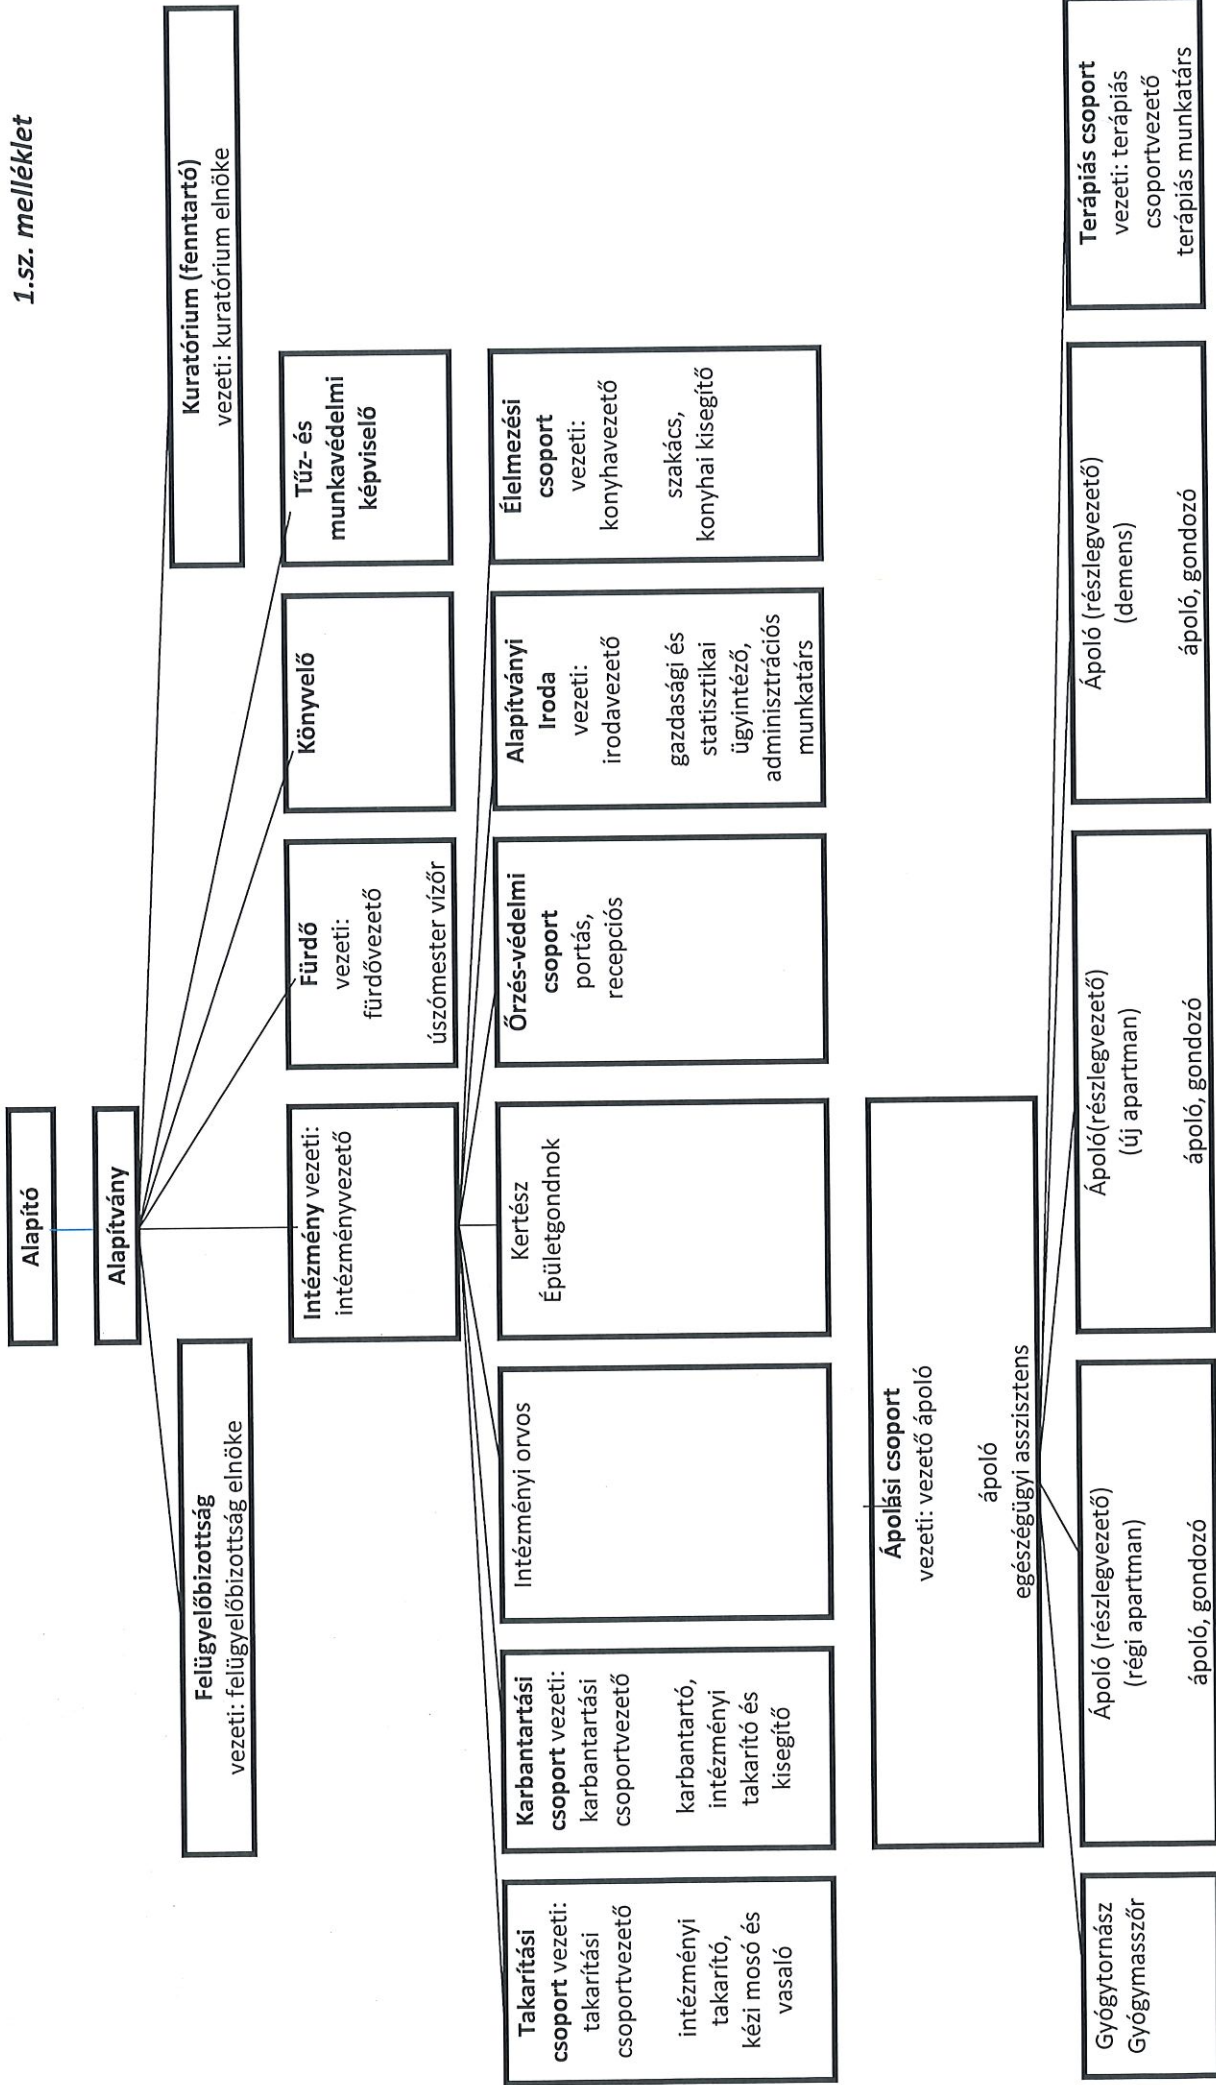 1.sz. melléklet
Alapító
Alapítvány
Felügyelőbizottság
vezeti: felügyelőbizottság elnöke
Kuratórium (fenntartó)
vezeti: kuratórium elnöke
Intézmény vezeti:
intézményvezető
Fürdő
vezeti:
fürdővezető
úszómester vízőr
Könyvelő
Tűz- és
munkavédelmi
képviselő
Takarítási
csoport vezeti:
takarítási
csoportvezető
intézményi
takarító,
kézi mosó és
vasaló
Karbantartási
csoport vezeti:
karbantartási
csoportvezető
karbantartó,
intézményi
takarító és
kisegítő
Intézményi orvos
Kertész
Épületgondnok
Őrzés-védelmi
csoport
portás,
recepciós
Alapítványi
Iroda
vezeti:
irodavezető
gazdasági és
statisztikai
ügyintéző,
adminisztrációs
munkatárs
Élelmezési
csoport
vezeti:
konyhavezető
szakács,
konyhai kisegítő
Ápolási csoport
vezeti: vezető ápoló
ápoló
egészégügyi asszisztens
Gyógytornász
Gyógymasszőr
Ápoló (részlegvezető)
(régi apartman)
ápoló, gondozó
Ápoló(részlegvezető)
(új apartman)
ápoló, gondozó
Ápoló (részlegvezető)
(demens)
ápoló, gondozó
Terápiás csoport
vezeti: terápiás
csoportvezető
terápiás munkatárs